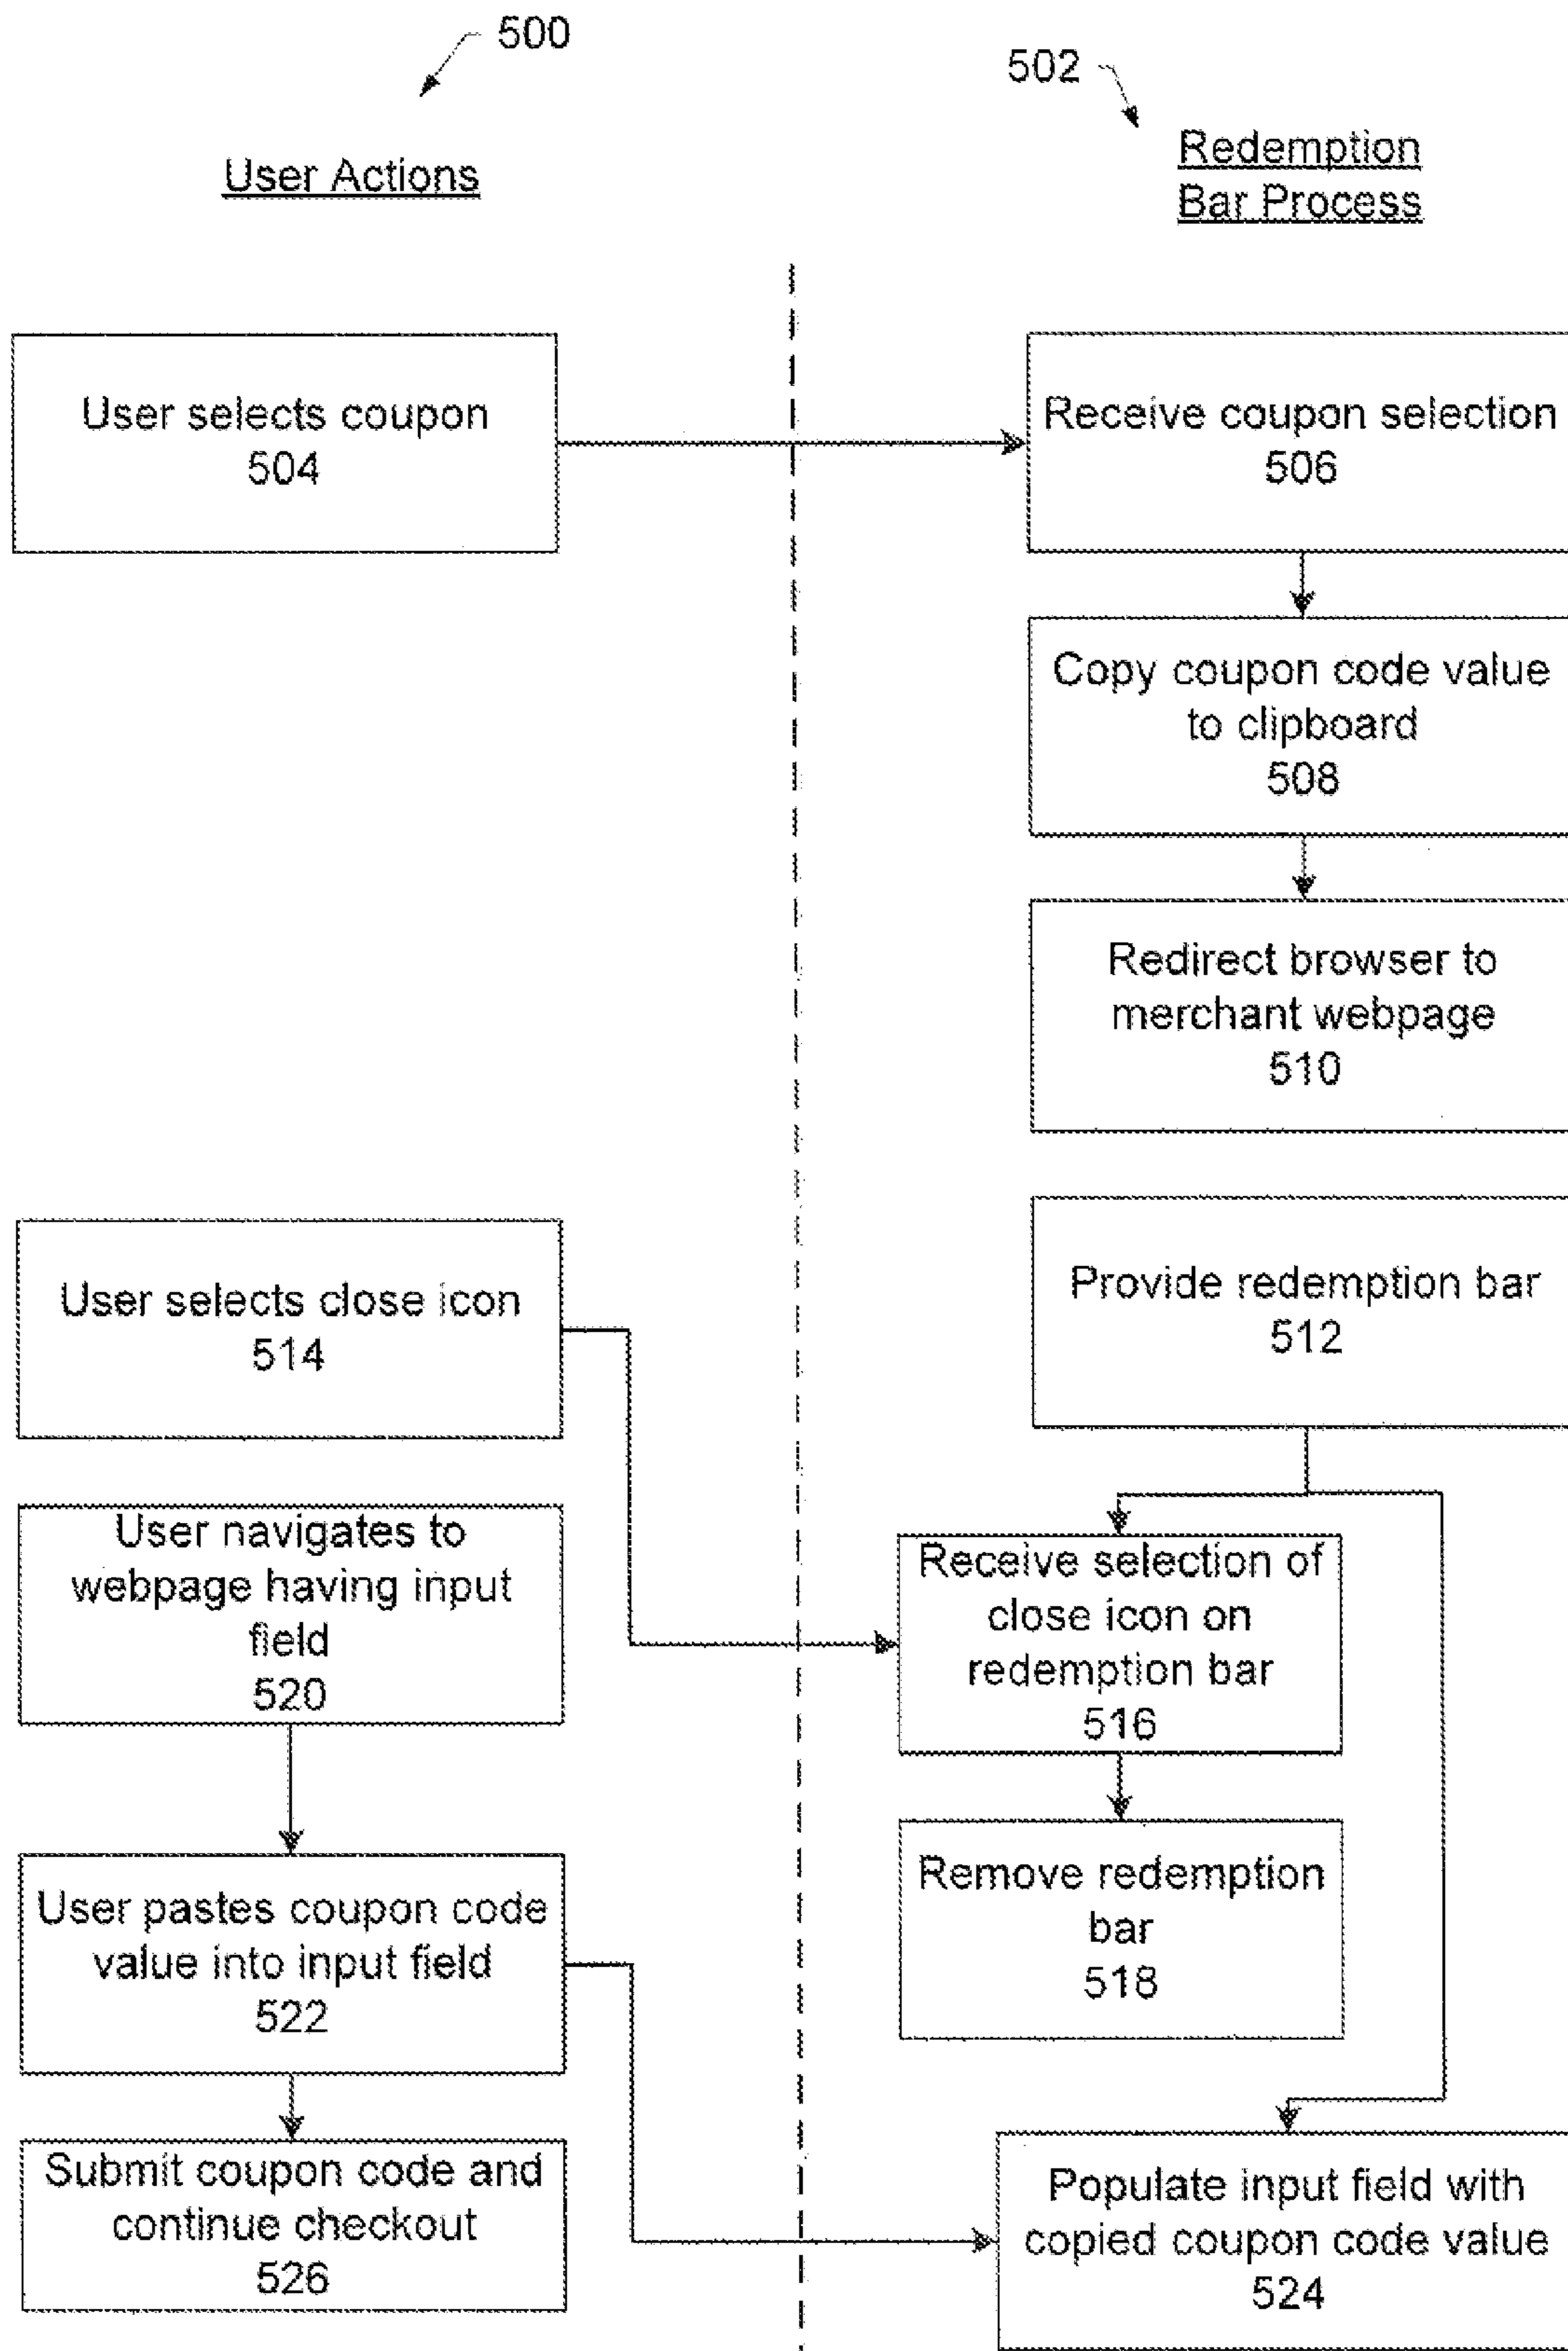 500
502
User Actions
Redemption
Bar Process
User selects coupon
504
Receive coupon selection
506
Copy coupon code value
to clipboard
508
Redirect browser to
merchant webpage
510
Provide redemption bar
512
User selects close icon
514
User navigates to
webpage having input
field
520
Receive selection of
close icon on
redemption bar
516
Remove redemption
bar
518
User pastes coupon code
value into input field
522
Submit coupon code and
continue checkout
526
Populate input field with
copied coupon code value
524